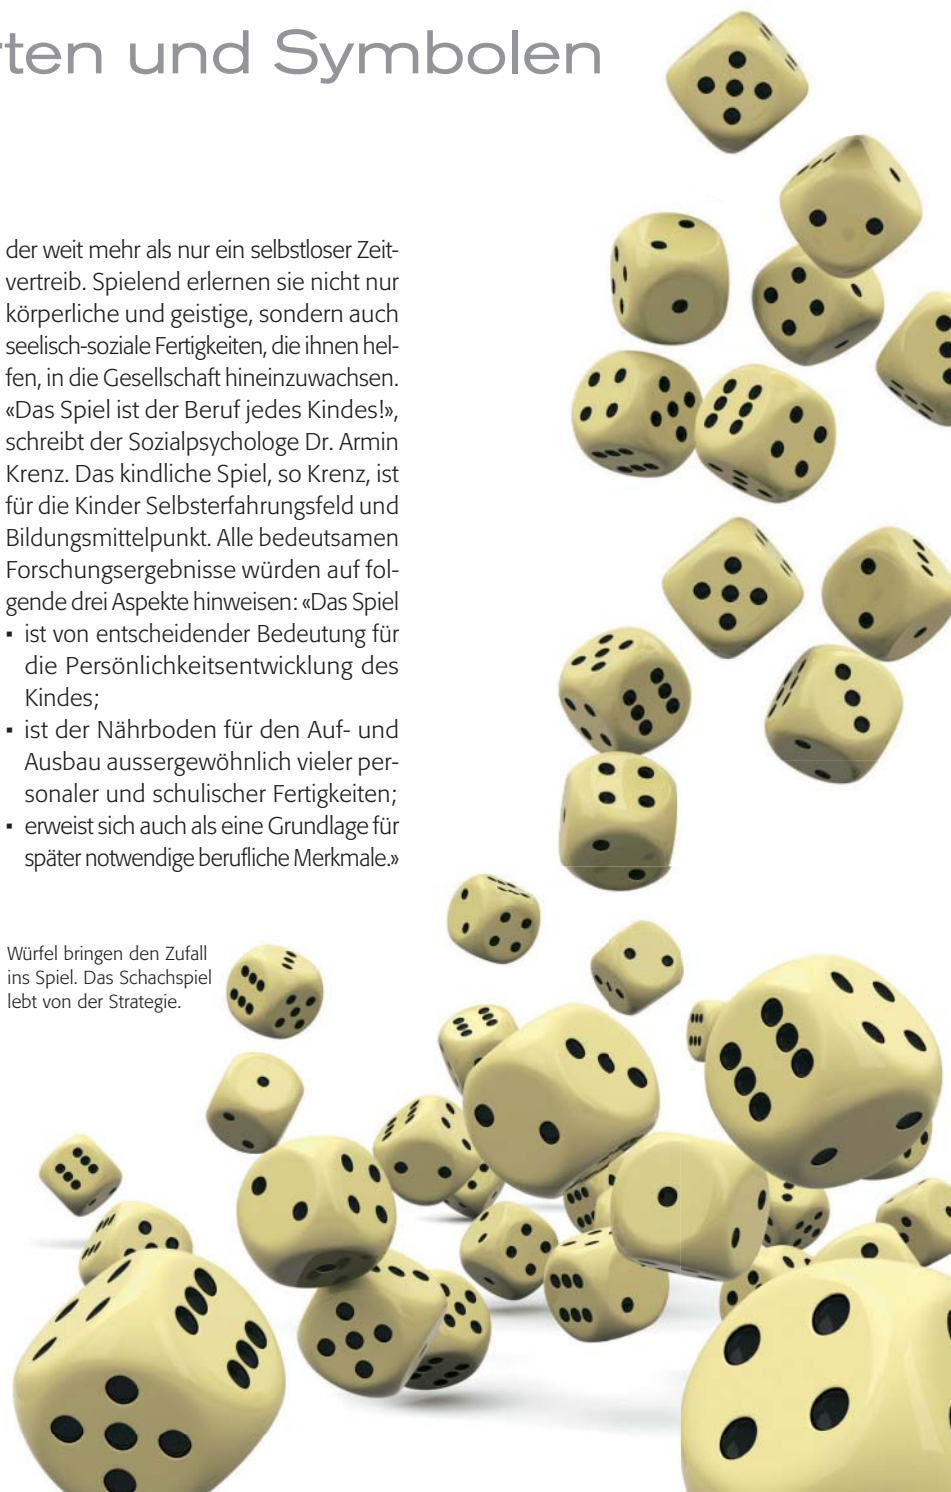 ten und Symbolen
der weit mehr als nur ein selbstloser Zeit-
vertreib. Spielend erlernen sie nicht nur
körperliche und geistige, sondern auch
seelisch-soziale Fertigkeiten, die ihnen hel-
fen, in die Gesellschaft hineinzuwachsen.
«Das Spiel ist der Beruf jedes Kindes!»,
schreibt der Sozialpsychologe Dr. Armin
Krenz. Das kindliche Spiel, so Krenz, ist
für die Kinder Selbsterfahrungsfeld und
Bildungsmittelpunkt. Alle bedeutsamen
Forschungsergebnisse würden auf fol-
gende drei Aspekte hinweisen: «Das Spiel
▪ ist von entscheidender Bedeutung für
die Persönlichkeitsentwicklung des
Kindes;
▪ ist der Nährboden für den Auf- und
Ausbau aussergewöhnlich vieler per-
sonaler und schulischer Fertigkeiten;
▪ erweist sich auch als eine Grundlage für
später notwendige berufliche Merkmale.»
Würfel bringen den Zufall
ins Spiel. Das Schachspiel
lebt von der Strategie.